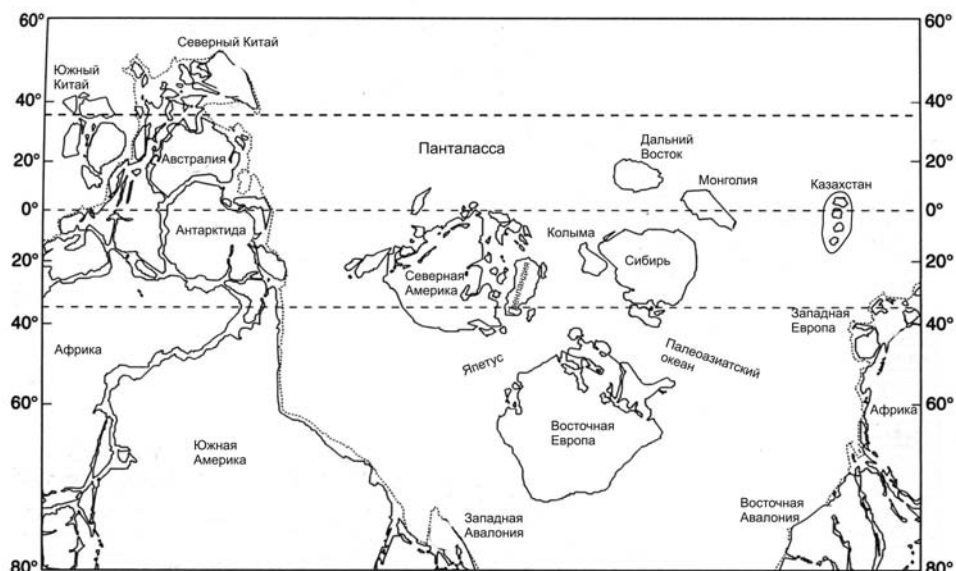 60°
60°
Северный Китай
Южный
Китай
40°
40°
Австралия
Панталасса
Дальний
Восток
20°
20°
Монголия
Казахстан
0°
0°
Антарктида
Колыма
Сибирь
20°
20°
Северная
Америка
Западная
Европа
40°
40°
Африка
Япетус
Палеоазиатский
океан
60°
60°
Африка
Восточная
Европа
Южная
Америка
Западная
Авалония
Восточная
Авалония
80°
80°